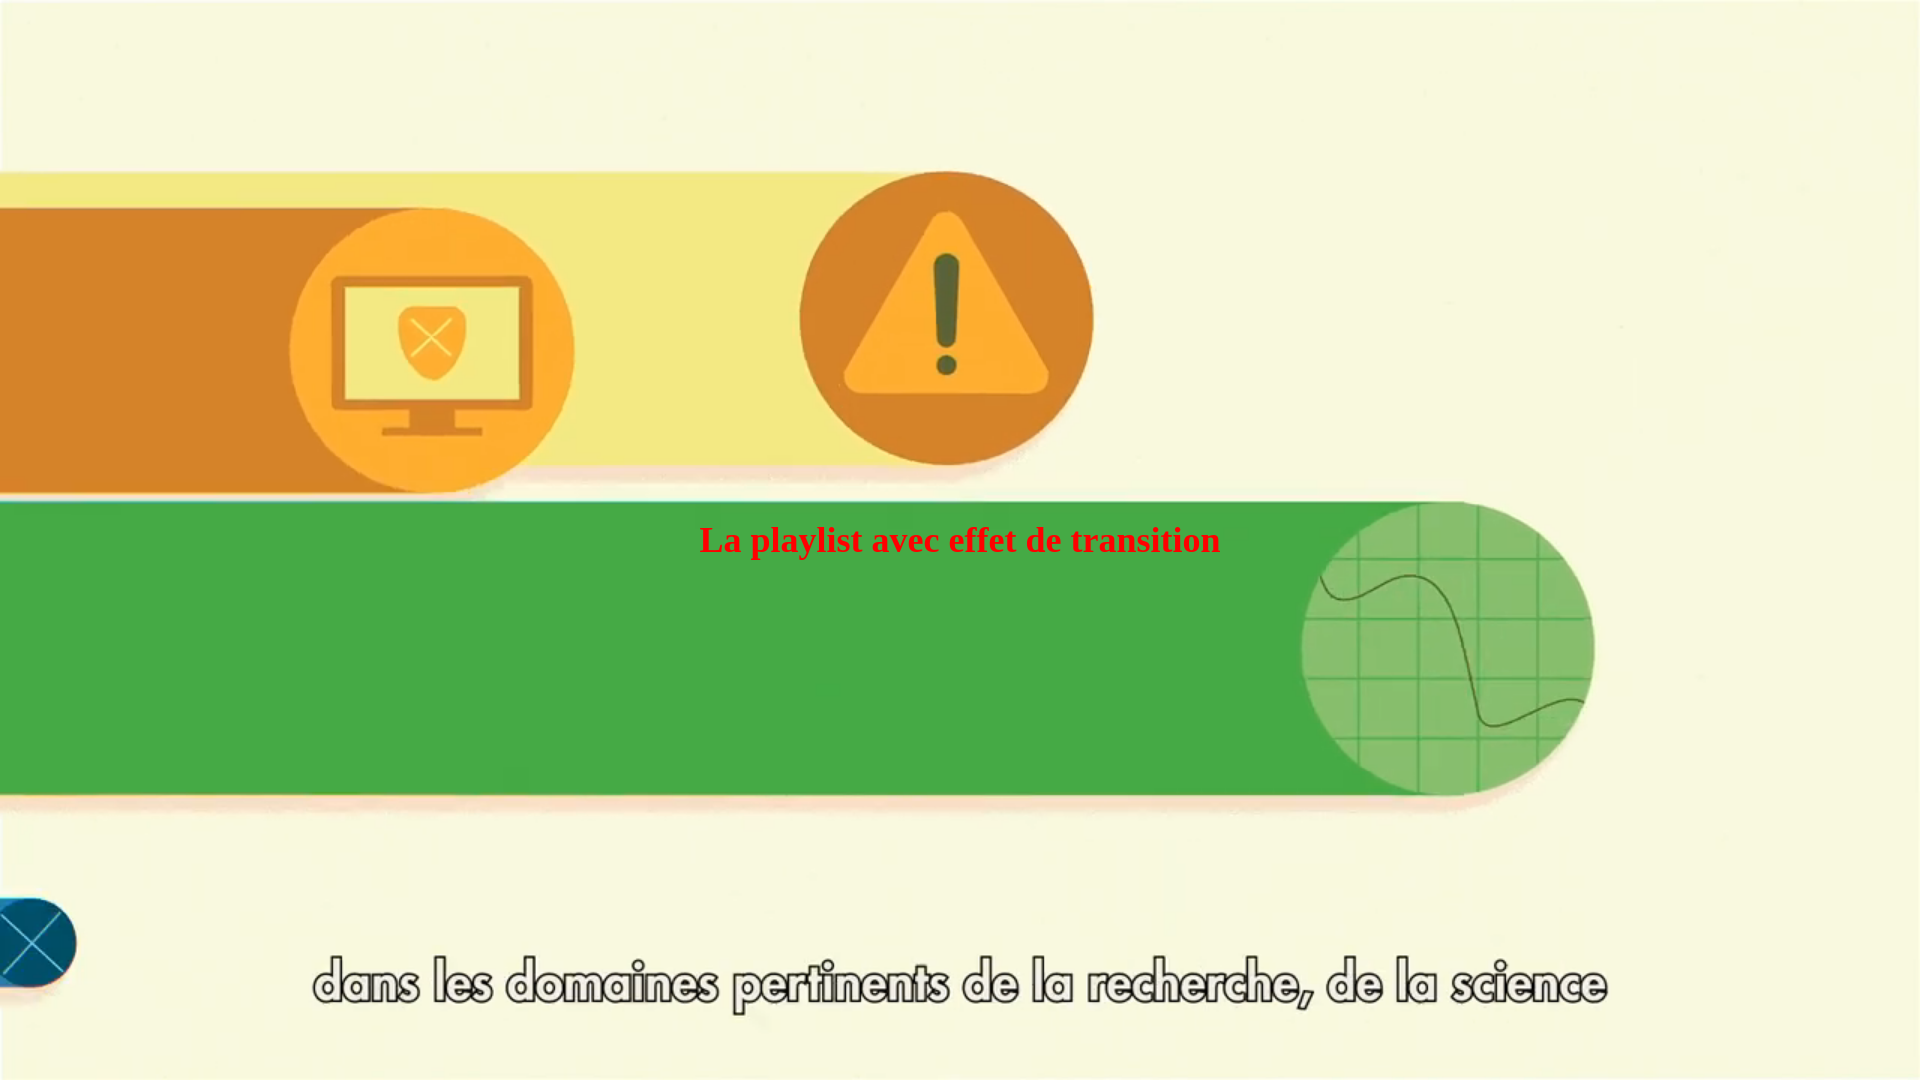 La playlist avec effet de transition
dans les domaines pertinents de la recherche, de la science